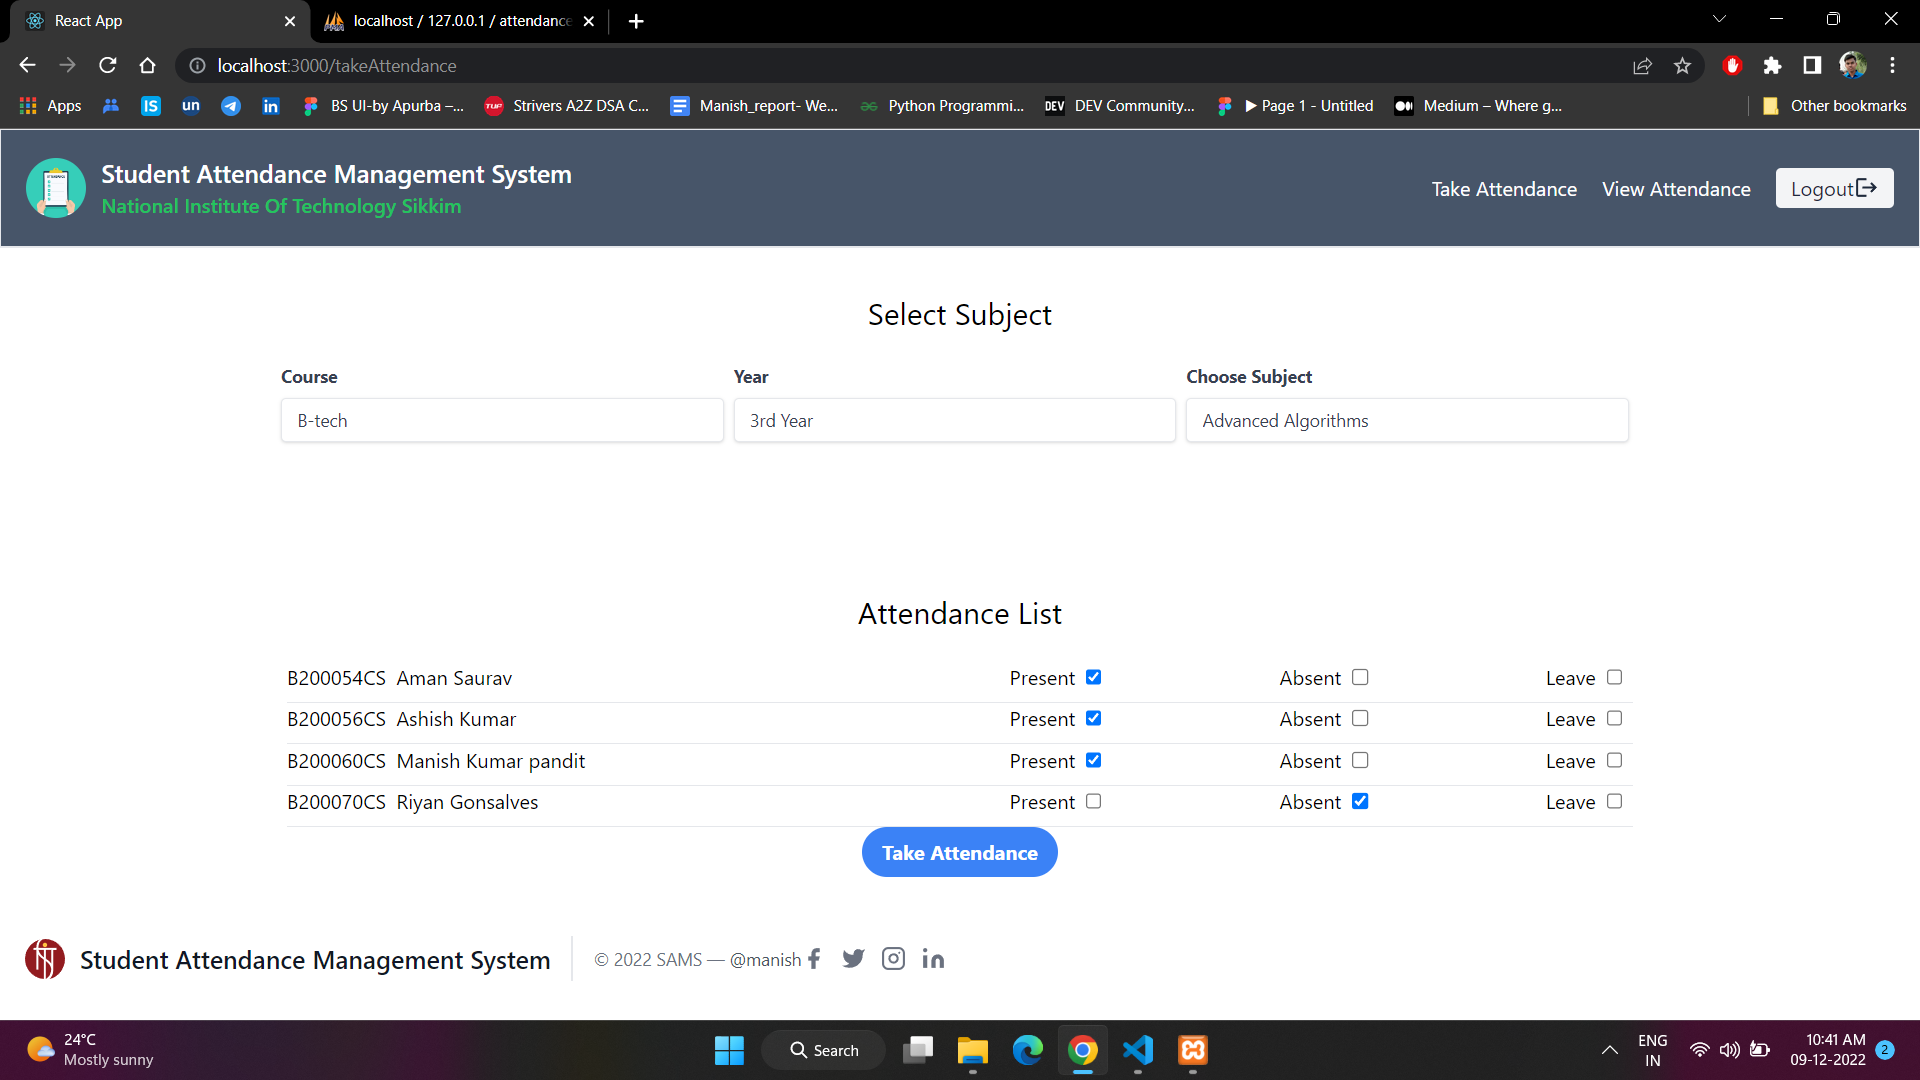 React App
localhost / 127.0.0.1 / attendance
localhost:3000/takeAttendance
Apps
IS
un
in
BS UI-by Apurba –...
TUF
Strivers A2Z DSA C...
Manish_report- We...
Python Programmi...
DEV
DEV Community...
▶ Page 1 - Untitled
Medium – Where g...
Other bookmarks
Student Attendance Management System
National Institute Of Technology Sikkim
Take Attendance
View Attendance
Logout
Select Subject
Course
Year
Choose Subject
B-tech
3rd Year
Advanced Algorithms
Attendance List
B200054CS Aman Saurav Present Absent Leave
B200056CS Ashish Kumar Present Absent Leave
B200060CS Manish Kumar pandit Present Absent Leave
B200070CS Riyan Gonsalves Present Absent Leave
Take Attendance
Student Attendance Management System
© 2022 SAMS — @manish
24°C
Mostly sunny
Search
ENG
IN
10:41 AM
09-12-2022
2